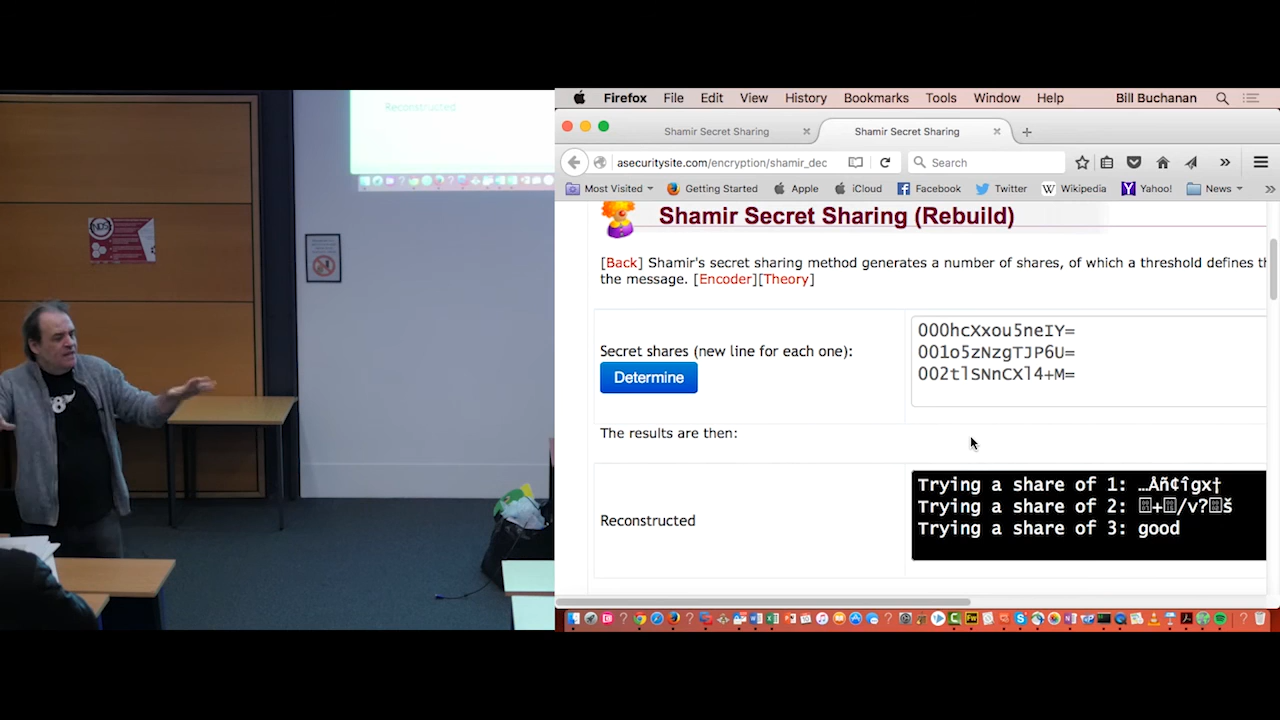 Reconstructed
Firefox File Edit View History Bookmarks Tools Window Help Bill Buchanan
Shamir Secret Sharing
Shamir Secret Sharing
asecuritysite.com/encryption/shamir_dec
Search
Most Visited Getting Started Apple iCloud Facebook Twitter Wikipedia Yahoo! News
Shamir Secret Sharing (Rebuild)
[Back] Shamir's secret sharing method generates a number of shares, of which a threshold defines th
the message. [Encoder][Theory]
Secret shares (new line for each one):
Determine
000hcXxou5neIY=
001o5zNzgTJP6U=
002tlSNnCXl4+M=
The results are then:
Reconstructed
Trying a share of 1: …Åñ¢îgx†
Trying a share of 2: +/v?š
Trying a share of 3: good